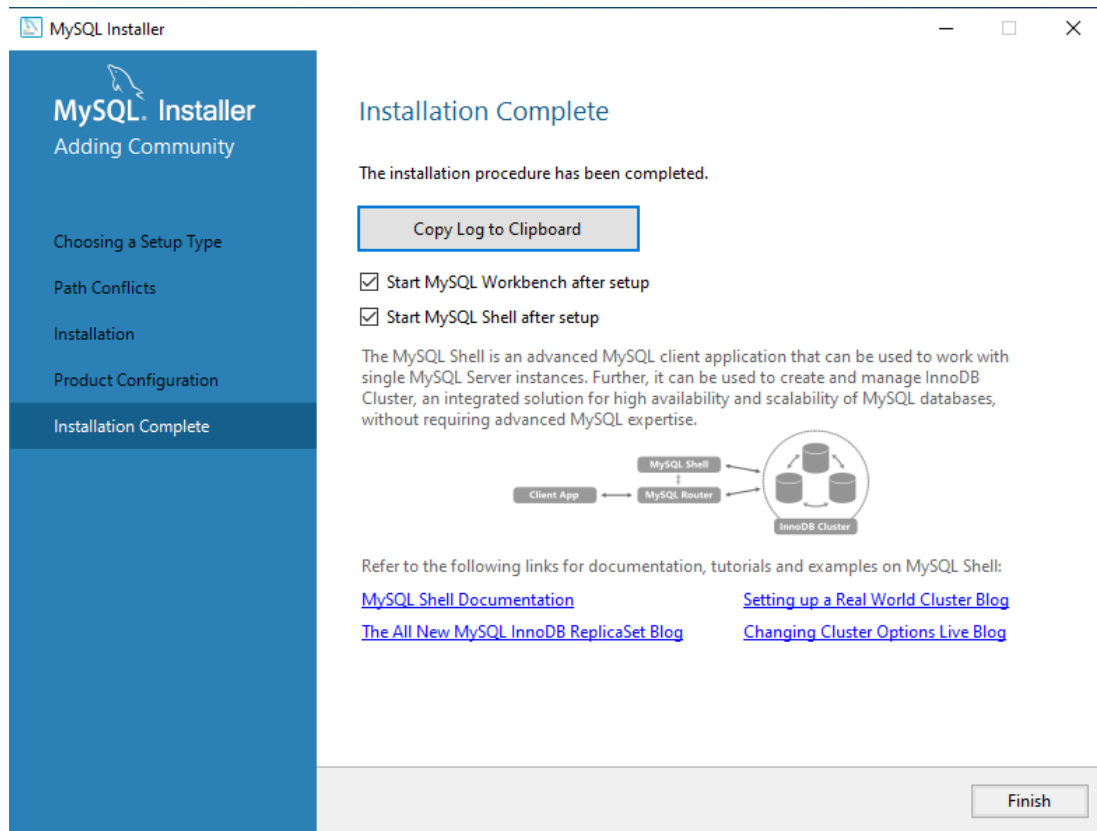 MySQL Installer
MySQL. Installer
Adding Community
Choosing a Setup Type
Path Conflicts
Installation
Product Configuration
Installation Complete
Installation Complete
The installation procedure has been completed.
Copy Log to Clipboard
Start MySQL Workbench after setup
Start MySQL Shell after setup
The MySQL Shell is an advanced MySQL client application that can be used to work with
single MySQL Server instances. Further, it can be used to create and manage InnoDB
Cluster, an integrated solution for high availability and scalability of MySQL databases,
without requiring advanced MySQL expertise.
MySQL Shell
Client App
MySQL Router
InnoDB Cluster
Refer to the following links for documentation, tutorials and examples on MySQL Shell:
MySQL Shell Documentation
Setting up a Real World Cluster Blog
The All New MySQL InnoDB ReplicaSet Blog
Changing Cluster Options Live Blog
Finish